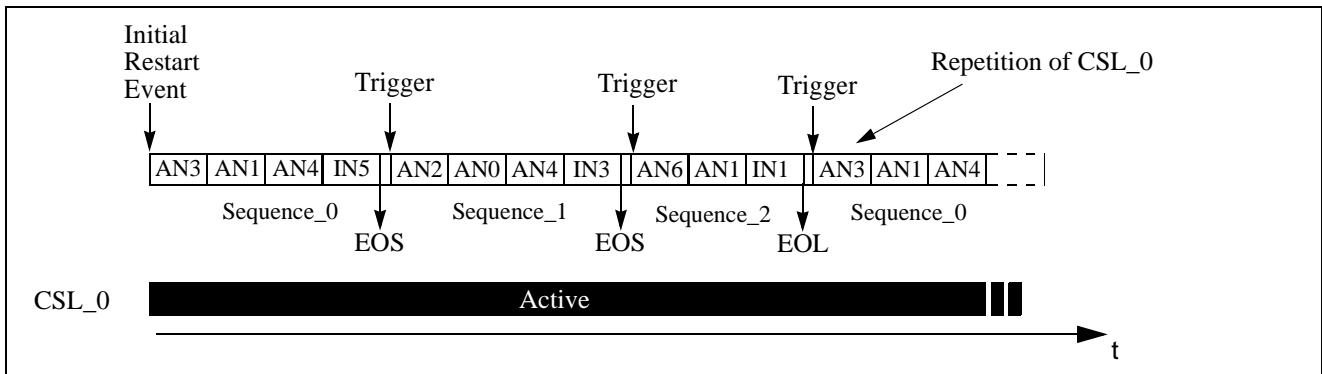 Initial
Restart
Event
Trigger
Trigger
Trigger
Repetition of CSL_0
AN3 AN1 AN4 IN5 AN2 AN0 AN4 IN3 AN6 AN1 IN1 AN3 AN1 AN4
Sequence_0 Sequence_1 Sequence_2 Sequence_0
EOS EOS EOL
CSL_0 Active
t